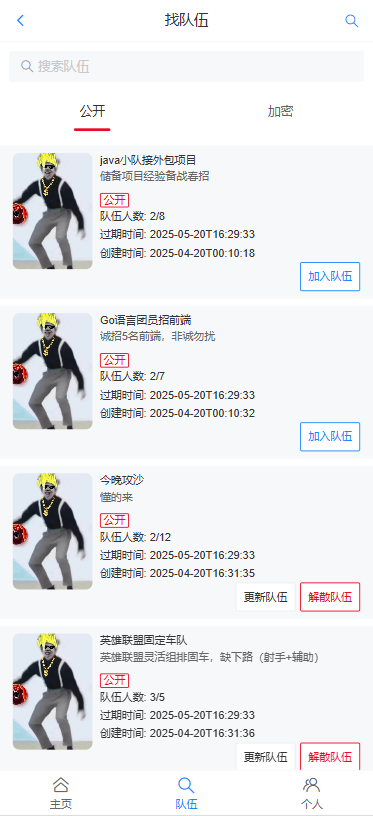 找队伍
搜索队伍
公开 加密
java小队接外包项目
储备项目经验备战春招
公开
队伍人数: 2/8
过期时间: 2025-05-20T16:29:33
创建时间: 2025-04-20T00:10:18
加入队伍
Go语言团员招前端
诚招5名前端，非诚勿扰
公开
队伍人数: 2/7
过期时间: 2025-05-20T16:29:33
创建时间: 2025-04-20T00:10:32
加入队伍
今晚攻沙
懂的来
公开
队伍人数: 2/12
过期时间: 2025-05-20T16:29:33
创建时间: 2025-04-20T16:31:35
更新队伍 解散队伍
英雄联盟固定车队
英雄联盟灵活组排固车，缺下路（射手+辅助）
公开
队伍人数: 3/5
过期时间: 2025-05-20T16:29:33
创建时间: 2025-04-20T16:31:36
更新队伍 解散队伍
主页 队伍 个人